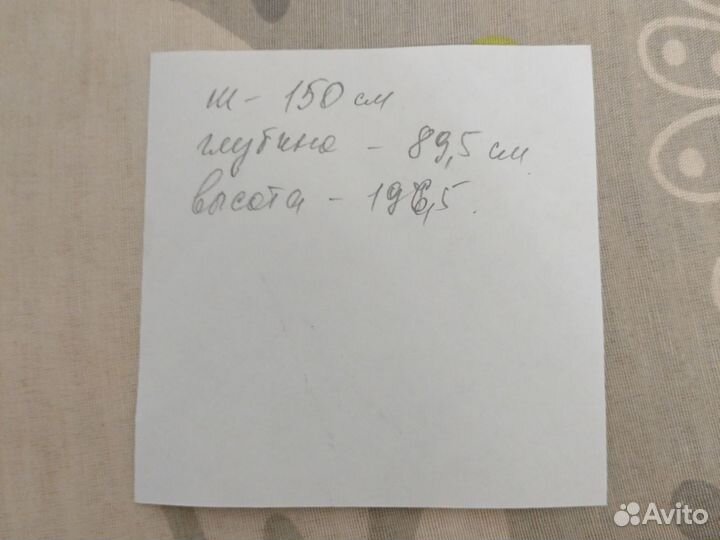 ш - 150 см
глубина - 89,5 см
высота - 196,5.
Avito